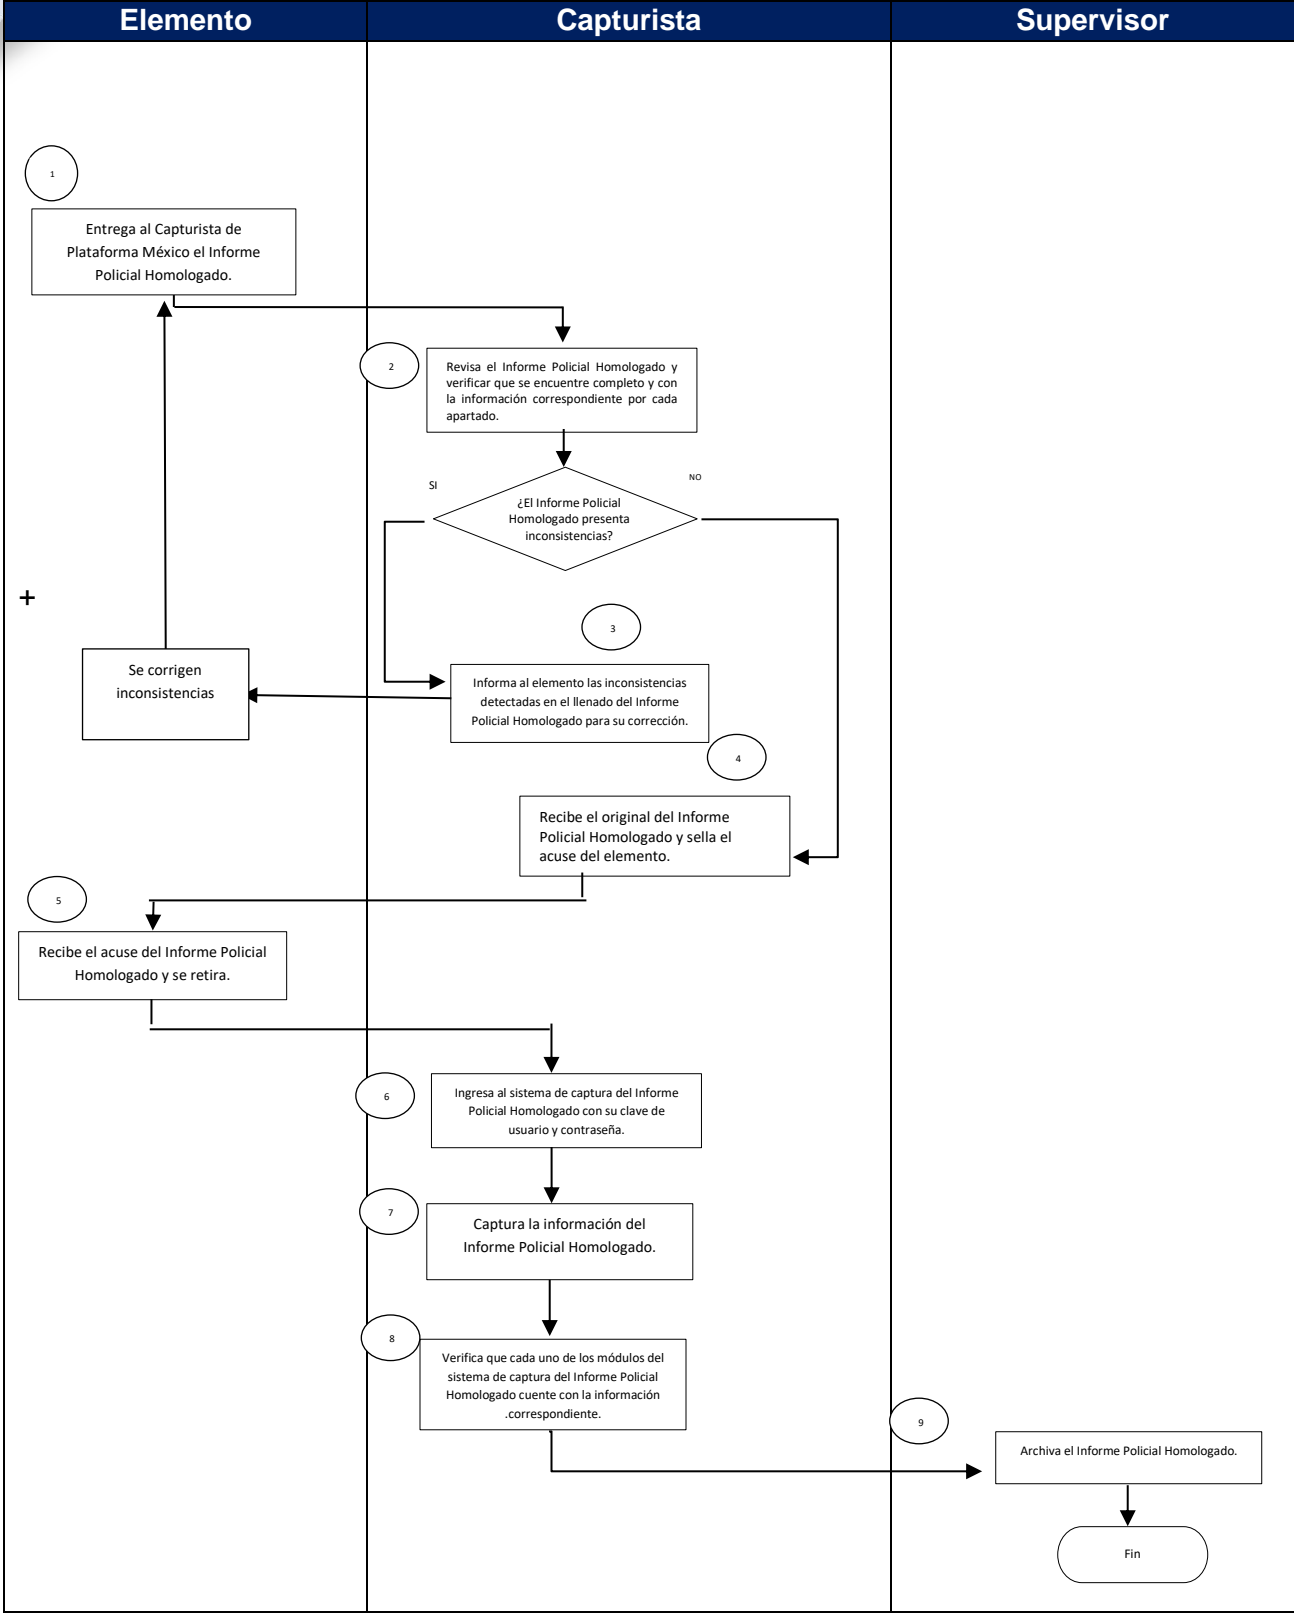 Elemento
Capturista
Supervisor
1
Entrega al Capturista de
Plataforma México el Informe
Policial Homologado.
2
Revisa el Informe Policial Homologado y
verificar que se encuentre completo y con
la información correspondiente por cada
apartado.
SI
NO
¿El Informe Policial
Homologado presenta
inconsistencias?
+
3
Se corrigen
inconsistencias
Informa al elemento las inconsistencias
detectadas en el llenado del Informe
Policial Homologado para su corrección.
4
Recibe el original del Informe
Policial Homologado y sella el
acuse del elemento.
5
Recibe el acuse del Informe Policial
Homologado y se retira.
6
Ingresa al sistema de captura del Informe
Policial Homologado con su clave de
usuario y contraseña.
7
Captura la información del
Informe Policial Homologado.
8
Verifica que cada uno de los módulos del
sistema de captura del Informe Policial
Homologado cuente con la información
.correspondiente.
9
Archiva el Informe Policial Homologado.
Fin